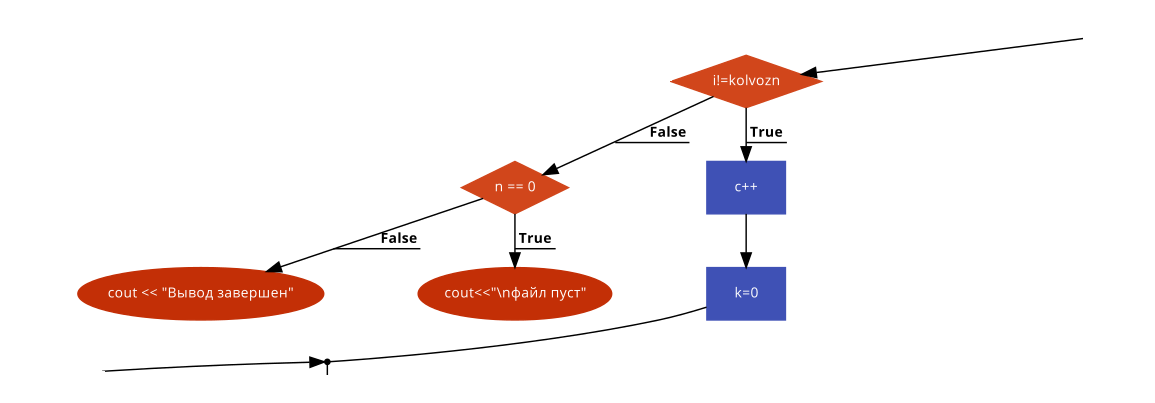 i!=kolvozn
False
True
n == 0
c++
False
True
cout << "Вывод завершен"
cout<<"\nфайл пуст"
k=0